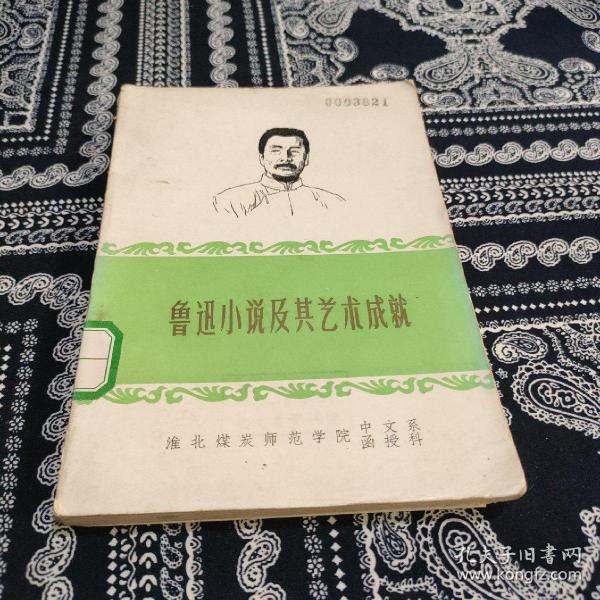 0003621
鲁迅小说及其艺术成就
淮北煤炭师范学院中文系
函授科
孔夫子旧书网
www.kongfz.com